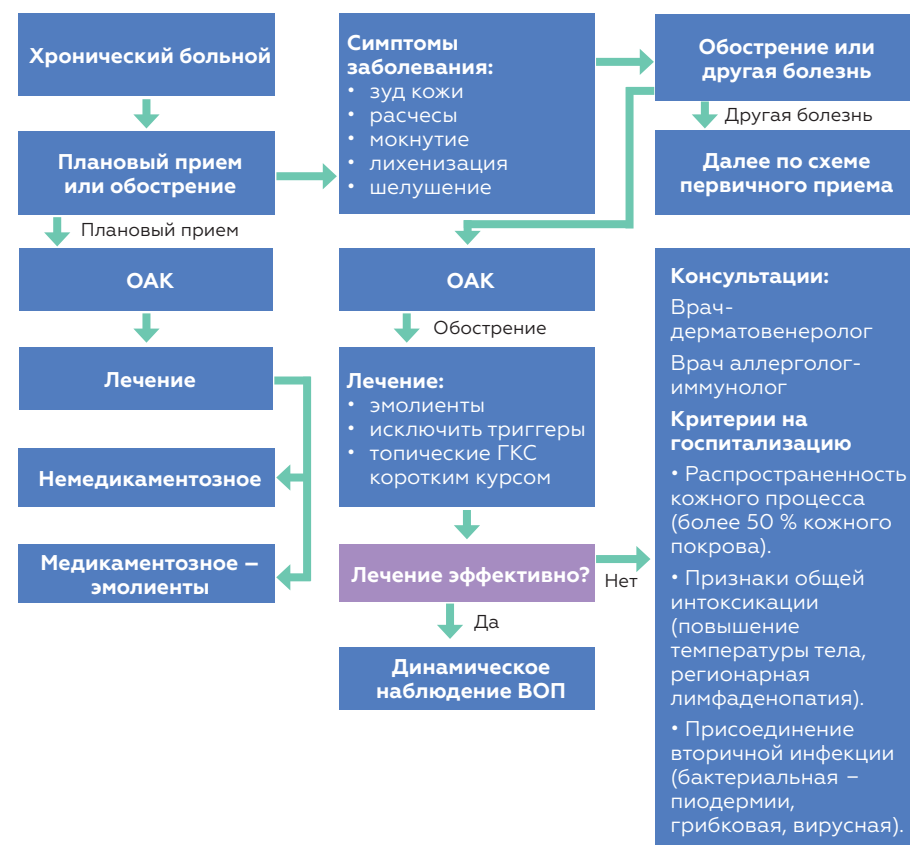 Хронический больной
Плановый прием
или обострение
Плановый прием
ОАК
Лечение
Немедикаментозное
Медикаментозное –
эмолиенты
Симптомы
заболевания:
• зуд кожи
• расчесы
• мокнутие
• лихенизация
• шелушение
ОАК
Обострение
Лечение:
• эмолиенты
• исключить триггеры
• топические ГКС
коротким курсом
Лечение эффективно?
Нет
Да
Динамическое
наблюдение ВОП
Обострение или
другая болезнь
Другая болезнь
Далее по схеме
первичного приема
Консультации:
Врач-
дерматовенеролог
Врач аллерголог-
иммунолог
Критерии на
госпитализацию
• Распространенность
кожного процесса
(более 50 % кожного
покрова).
• Признаки общей
интоксикации
(повышение
температуры тела,
регионарная
лимфаденопатия).
• Присоединение
вторичной инфекции
(бактериальная –
пиодермии,
грибковая, вирусная).